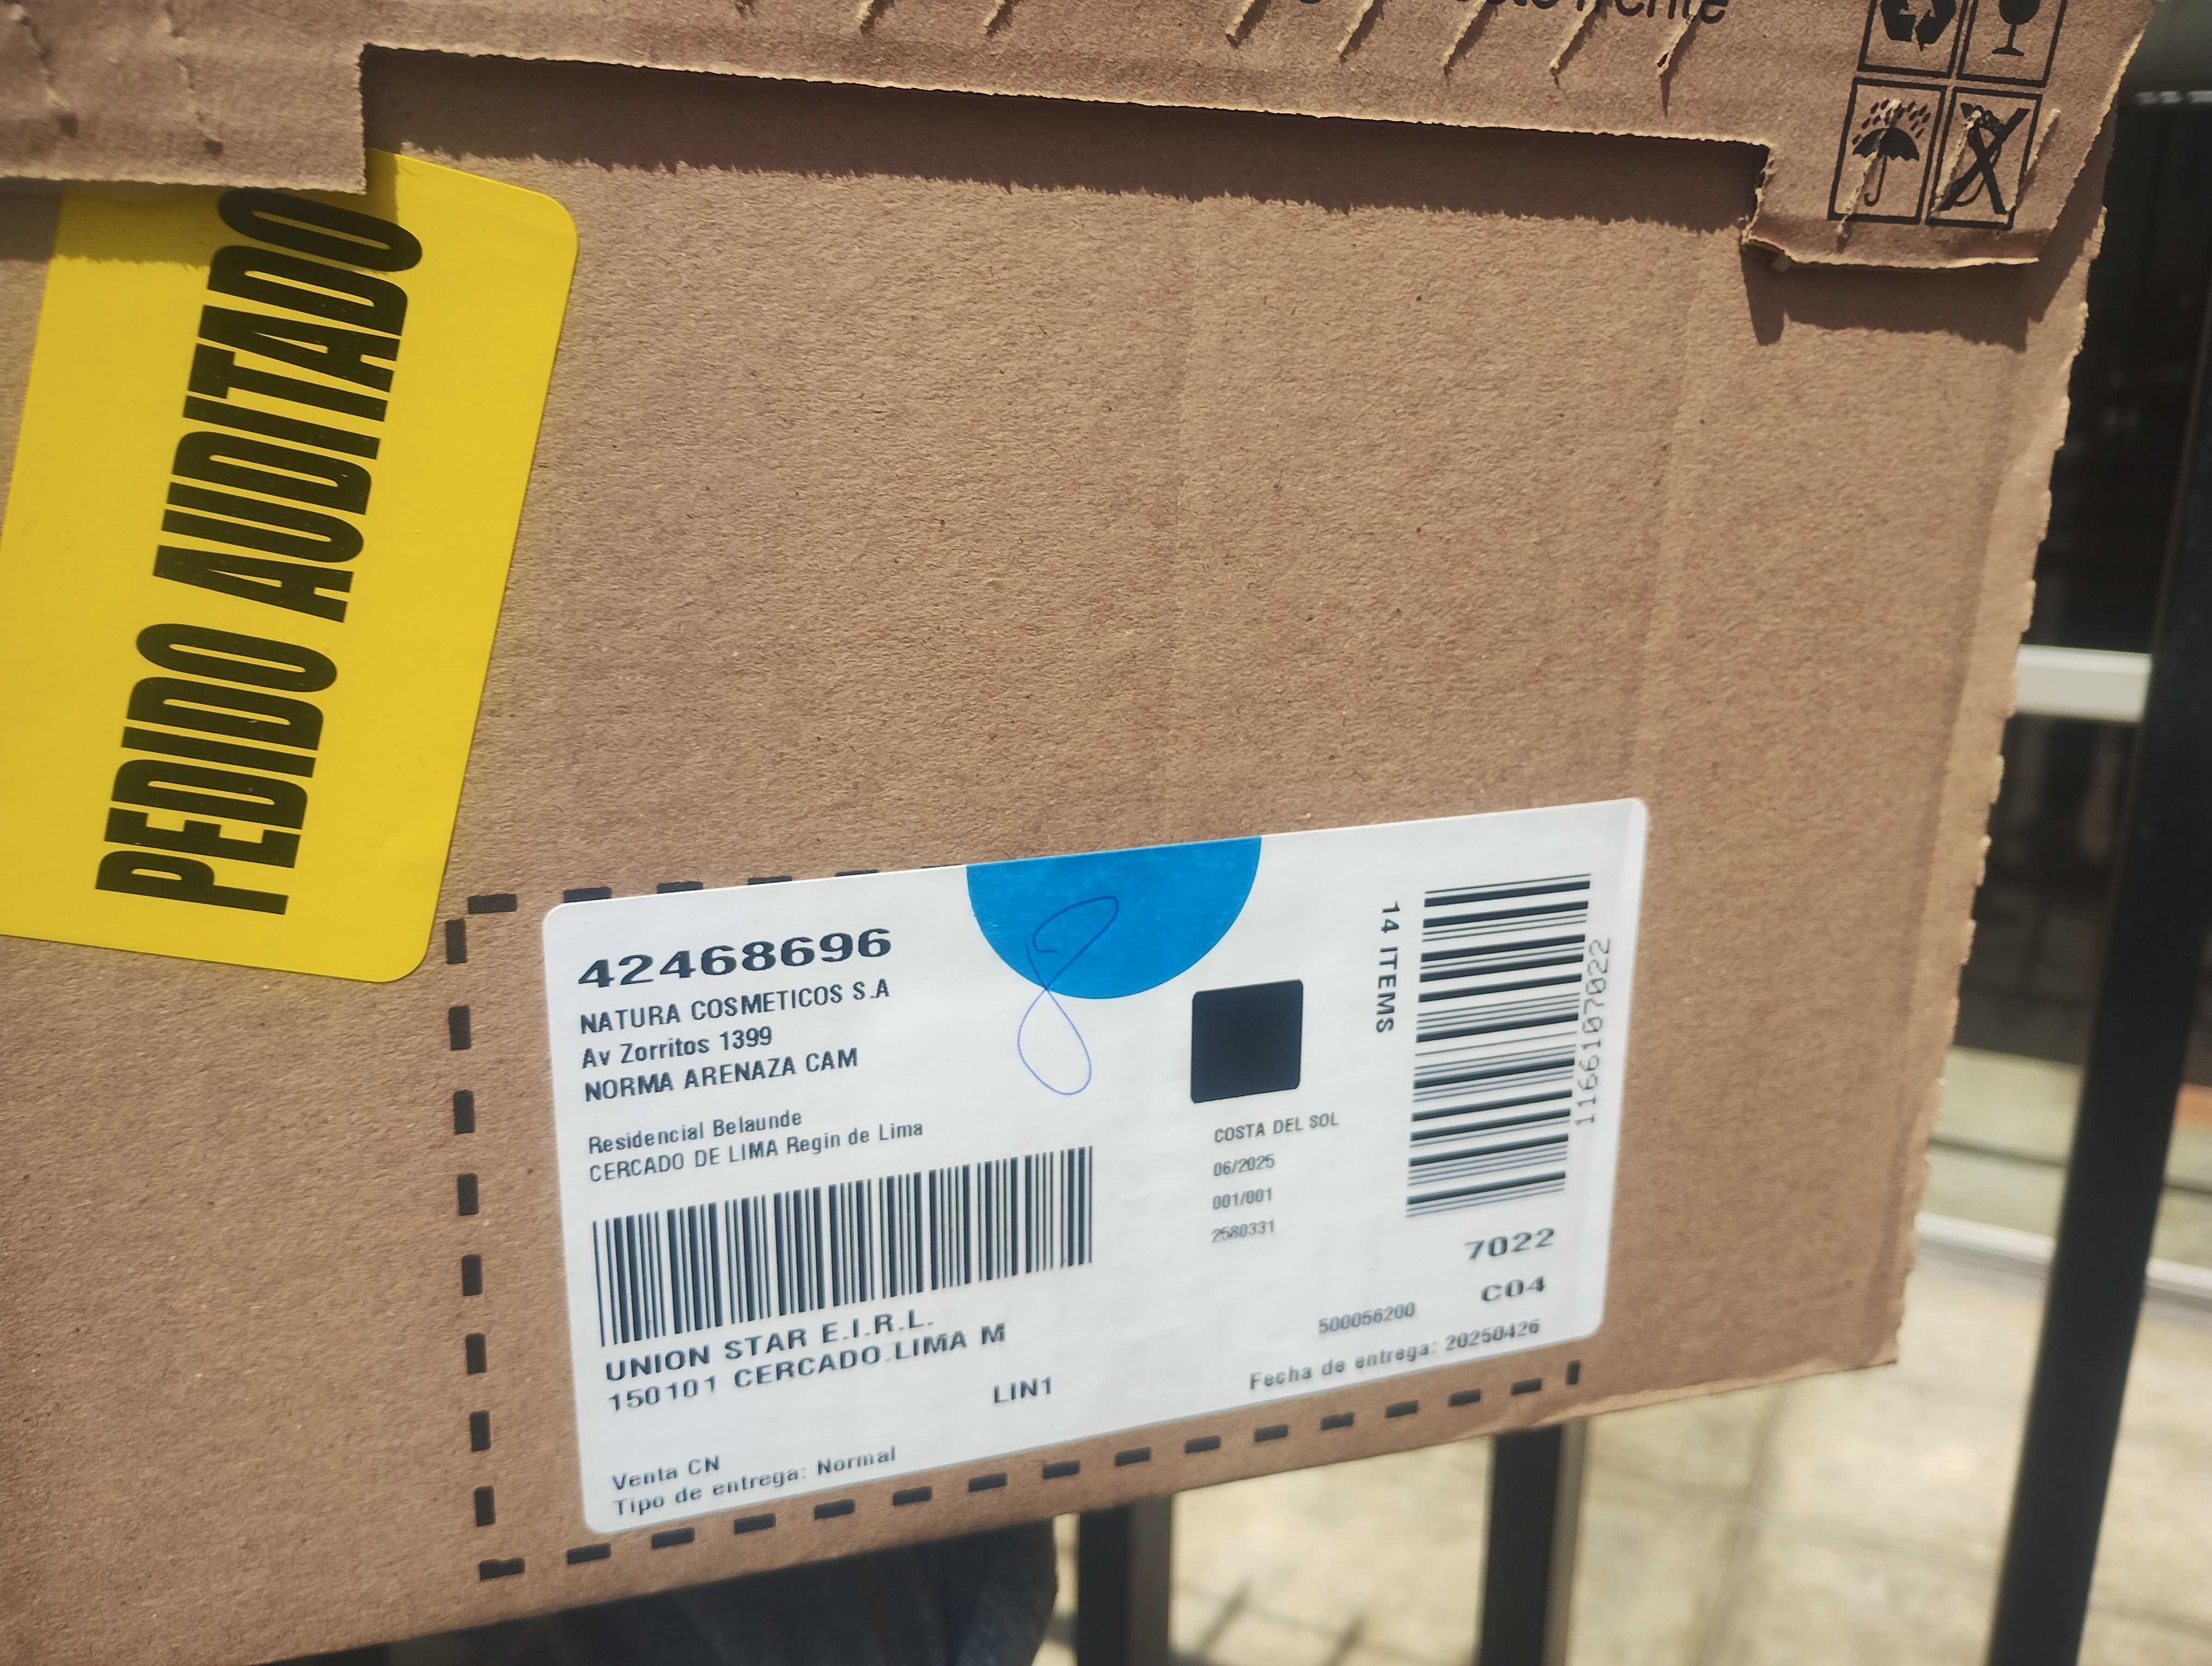 PEDIDO AUDITADO
42468696
NATURA COSMETICOS S.A
Av Zorritos 1399
NORMA ARENAZA CAM
Residencial Belaunde
CERCADO DE LIMA Regin de Lima
UNION STAR E.I.R.L.
150101 CERCADO.LIMA M
LIN1
Venta CN
Tipo de entrega: Normal
COSTA DEL SOL
06/2025
001/001
2580331
14 ITEMS
1166107022
7022
C04
500056200
Fecha de entrega: 20250426